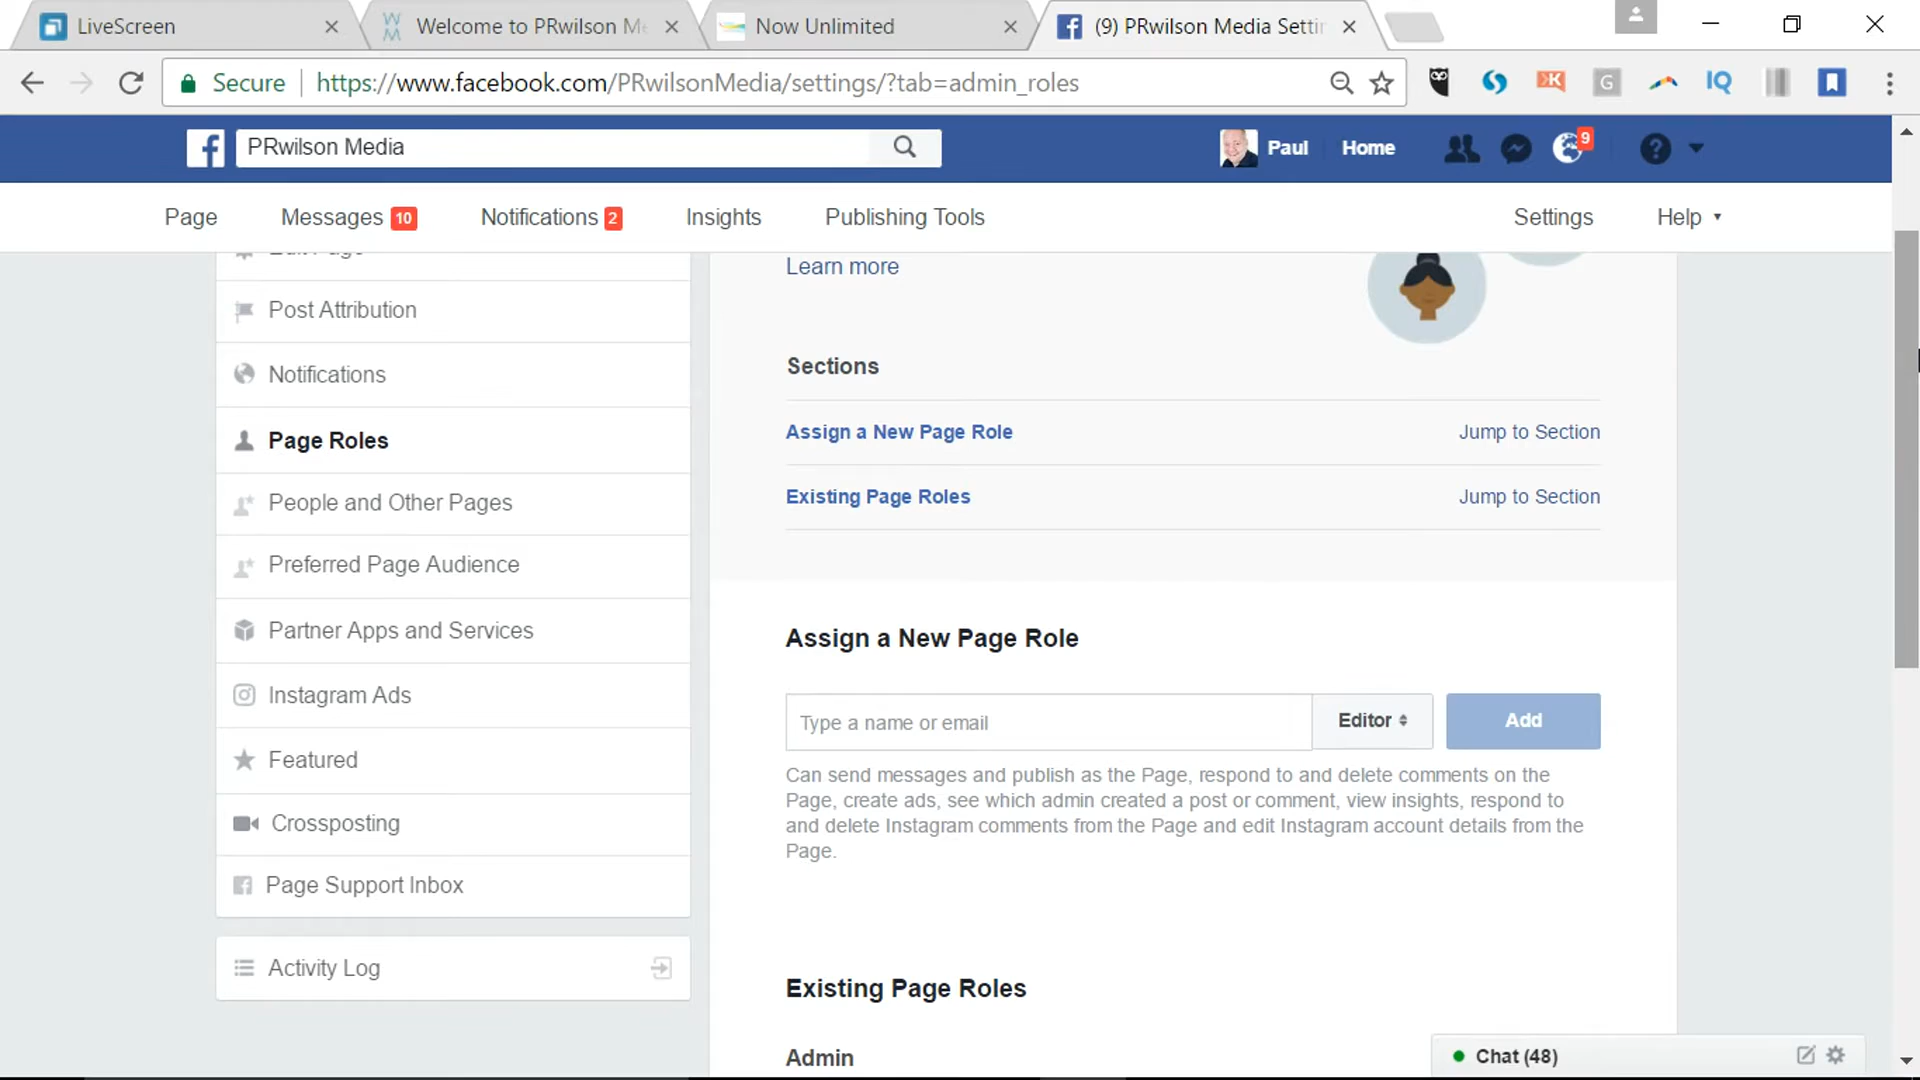 LiveScreen
Welcome to PRwilson Me
Now Unlimited
(9) PRwilson Media Settin
Secure https://www.facebook.com/PRwilsonMedia/settings/?tab=admin_roles
G
IQ
PRwilson Media
Paul Home 9
Page Messages 10 Notifications 2 Insights Publishing Tools Settings Help
Edit Page
Post Attribution
Notifications
Page Roles
People and Other Pages
Preferred Page Audience
Partner Apps and Services
Instagram Ads
Featured
Crossposting
Page Support Inbox
Activity Log
Learn more
Sections
Assign a New Page Role Jump to Section
Existing Page Roles Jump to Section
Assign a New Page Role
Type a name or email Editor Add
Can send messages and publish as the Page, respond to and delete comments on the
Page, create ads, see which admin created a post or comment, view insights, respond to
and delete Instagram comments from the Page and edit Instagram account details from the
Page.
Existing Page Roles
Admin
Chat (48)